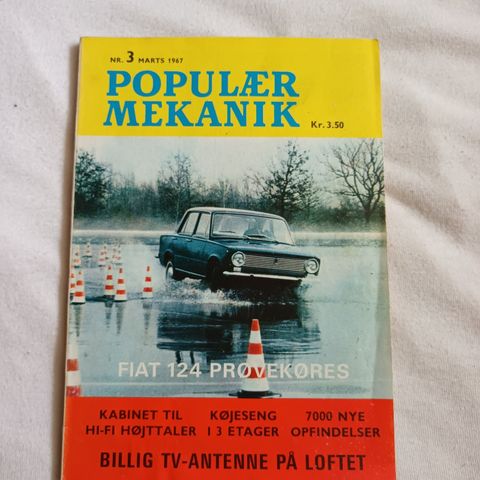 NR. 3 MARTS 1967
POPULÆR
MEKANIK
Kr. 3.50
FIAT 124 PRØVEKØRES
KABINET TIL
HI-FI HØJTTALER
KØJESENG
I 3 ETAGER
7000 NYE
OPFINDELSER
BILLIG TV-ANTENNE PÅ LOFTET